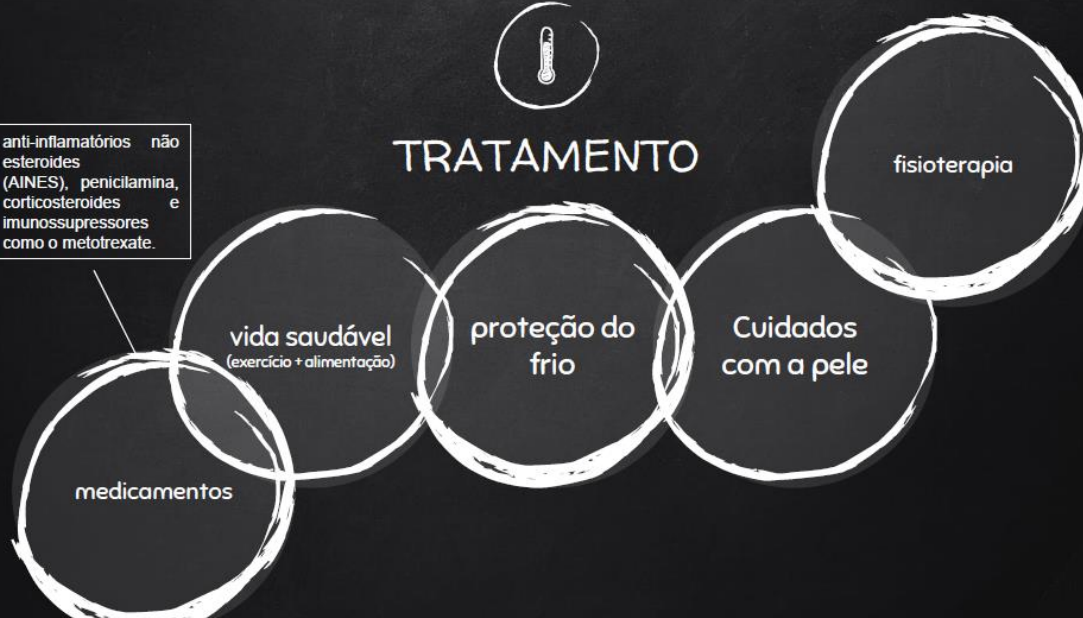 TRATAMENTO
anti-inflamatórios não
esteroides
(AINES), penicilamina,
corticosteroides e
imunossupressores
como o metotrexate.
medicamentos
vida saudável
(exercício + alimentação)
proteção do
frio
Cuidados
com a pele
fisioterapia